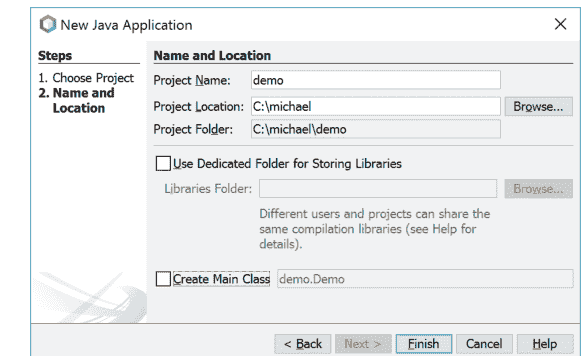 New Java Application
Steps
1. Choose Project
2. Name and
Location
Name and Location
Project Name: demo
Project Location: C:\michael Browse...
Project Folder: C:\michael\demo
Use Dedicated Folder for Storing Libraries
Libraries Folder: Browse...
Different users and projects can share the
same compilation libraries (see Help for
details).
Create Main Class demo.Demo
< Back Next > Finish Cancel Help